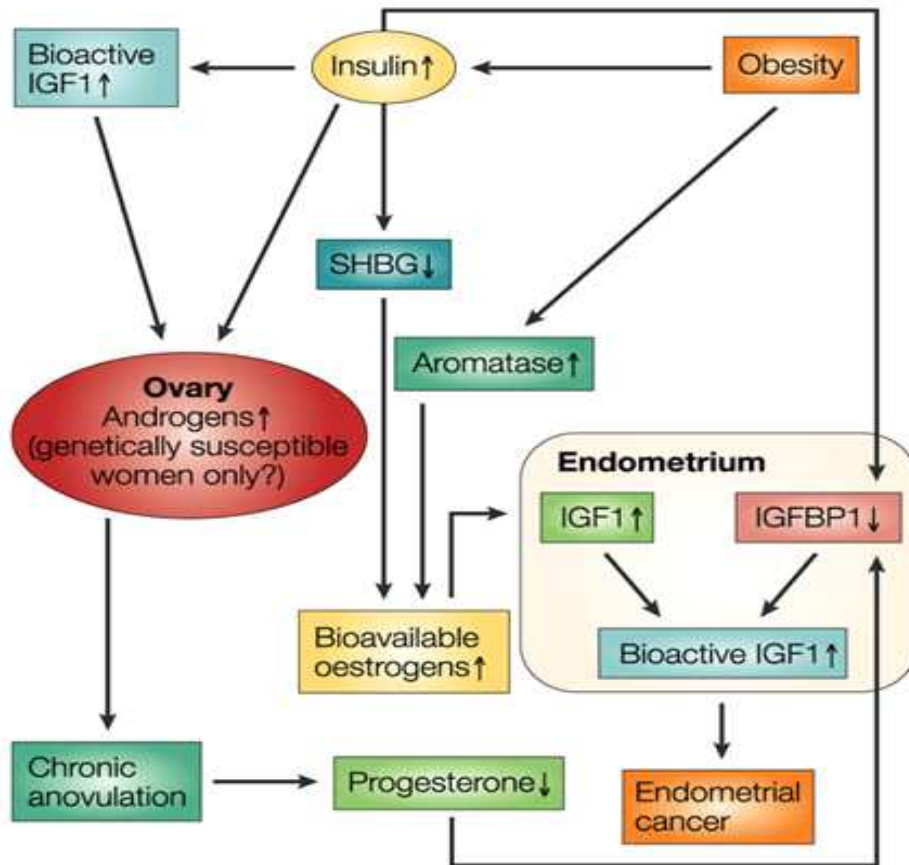 Bioactive
IGF1↑
Insulin↑
Obesity
SHBG↓
Aromatase↑
Ovary
Androgens↑
(genetically susceptible
women only?)
Endometrium
IGF1↑
IGFBP1↓
Bioavailable
oestrogens↑
Bioactive IGF1↑
Chronic
anovulation
Progesterone↓
Endometrial
cancer